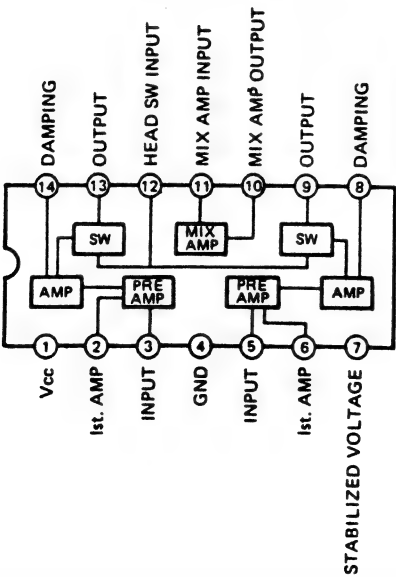 DAMPING
OUTPUT
HEAD SW INPUT
MIX AMP INPUT
MIX AMP OUTPUT
OUTPUT
DAMPING
14
13
12
11
10
9
8
SW
MIX
AMP
SW
AMP
PRE
AMP
PRE
AMP
AMP
1
2
3
4
5
6
7
Vcc
Ist. AMP
INPUT
GND
INPUT
Ist. AMP
STABILIZED VOLTAGE